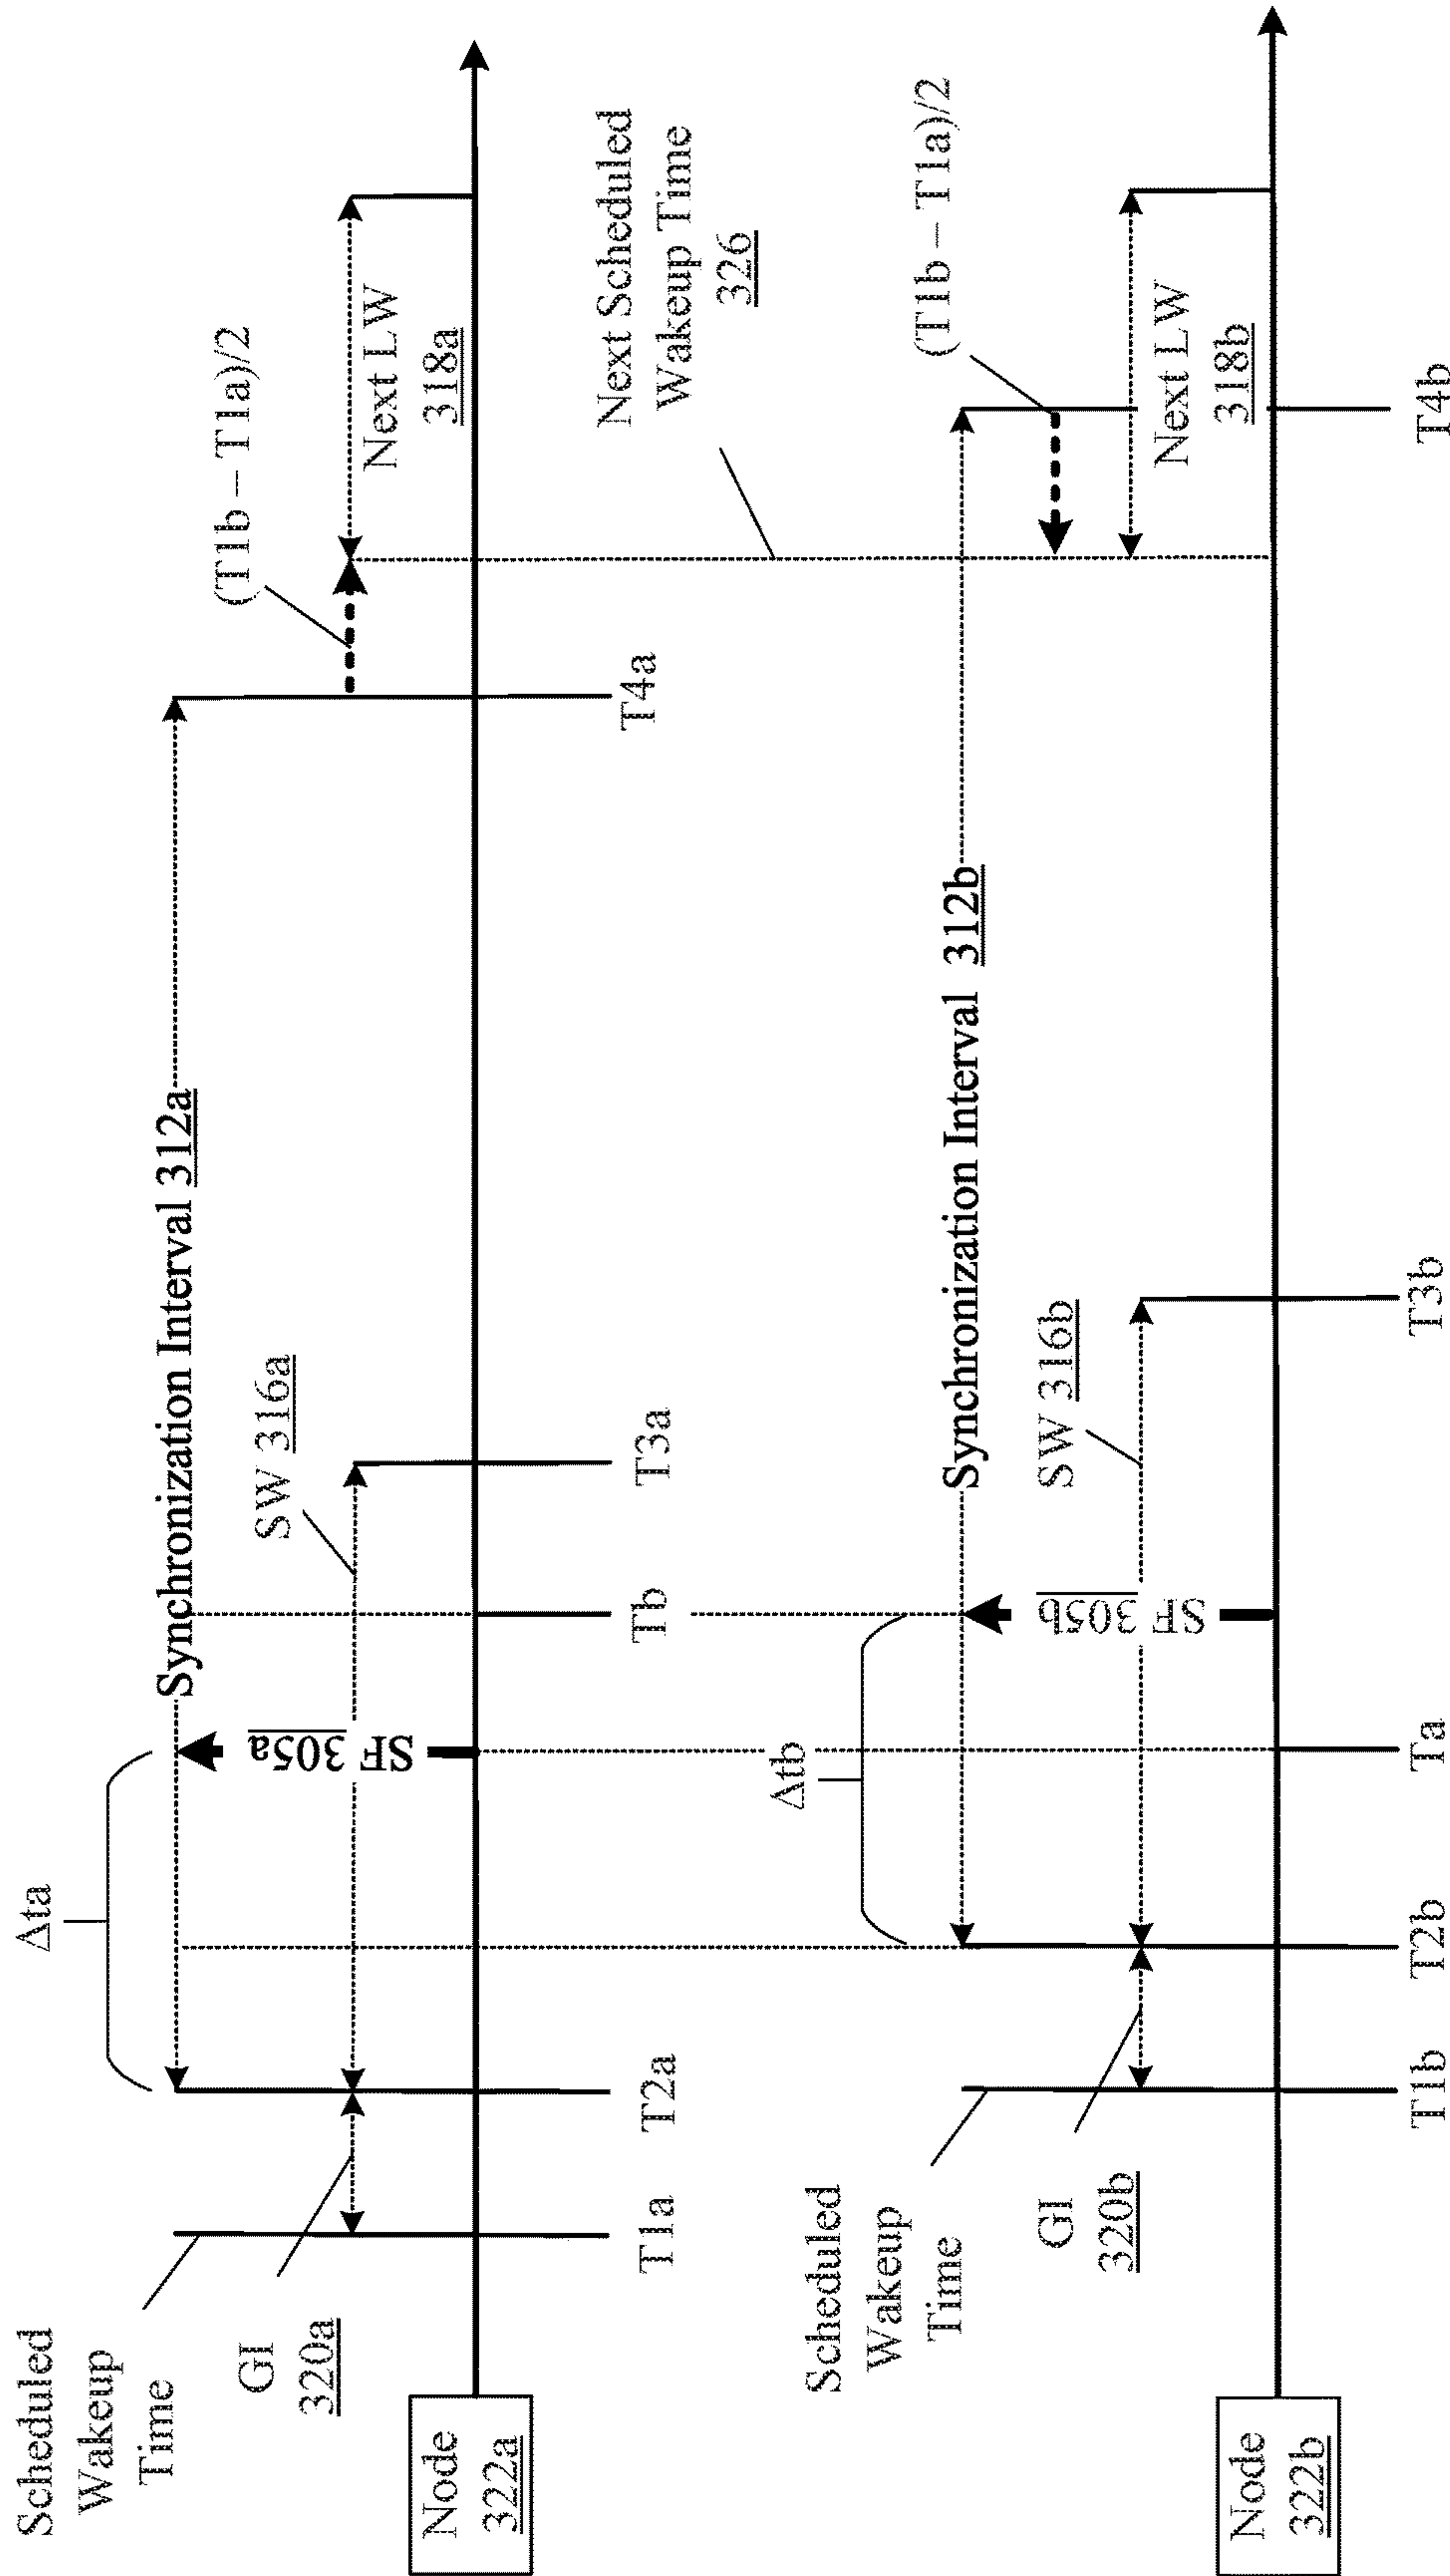 Scheduled
Wakeup
Time
GI
320a
Δta
SF 305a
Synchronization Interval 312a
SW 316a
(T1b – T1a)/2
Next LW
318a
Node
322a
T1a
T2a
Tb
T3a
T4a
Next Scheduled
Wakeup Time
326
Scheduled
Wakeup
Time
GI
320b
Δtb
SF 305b
Synchronization Interval 312b
SW 316b
(T1b – T1a)/2
Next LW
318b
Node
322b
T1b
T2b
Ta
T3b
T4b